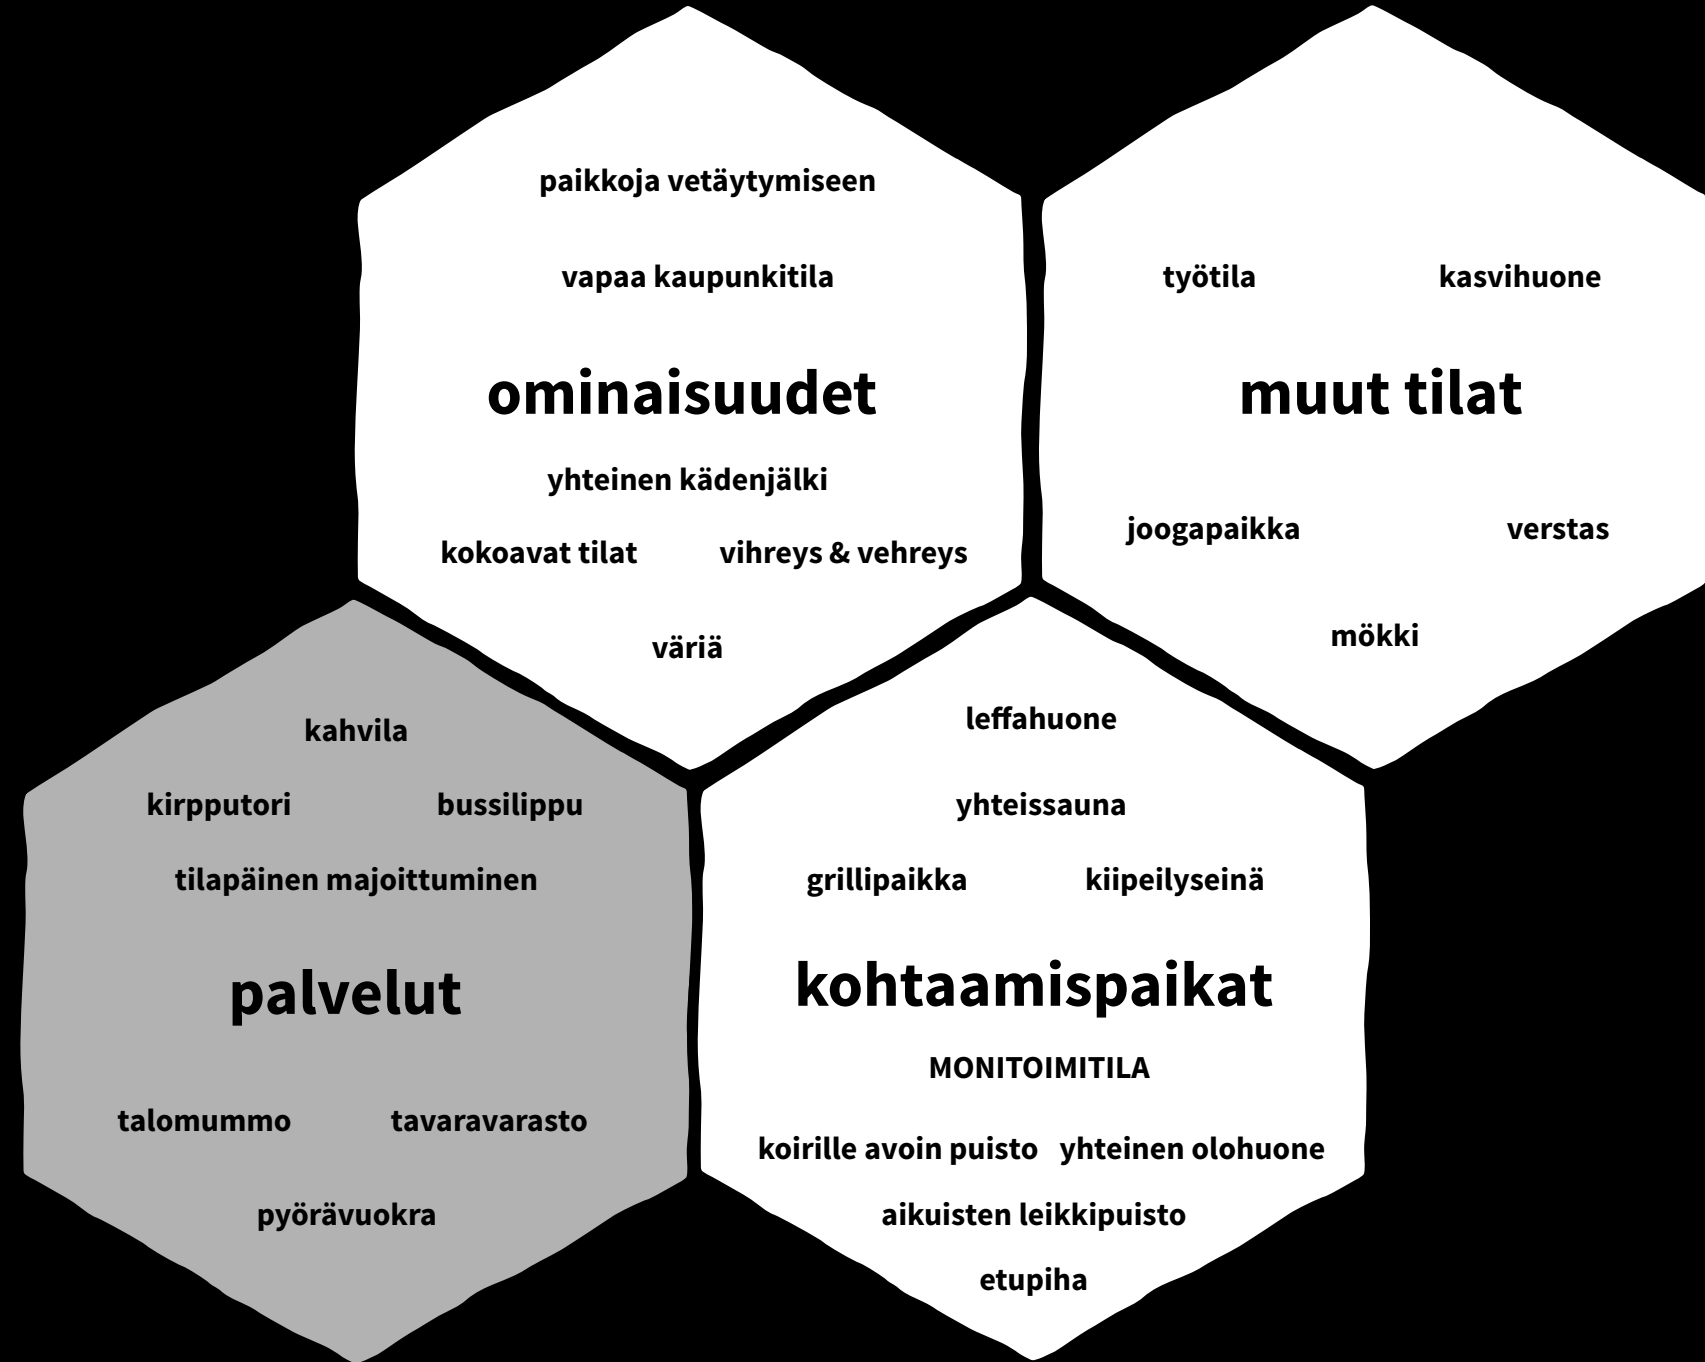 paikkoja vetäytymiseen
vapaa kaupunkitila
ominaisuudet
yhteinen kädenjälki
kokoavat tilat
vihreys & vehreys
väriä
työtila
kasvihuone
muut tilat
joogapaikka
verstas
mökki
kahvila
kirpputori
bussilippu
tilapäinen majoittuminen
palvelut
talomummo
tavaravarasto
pyörävuokra
leffahuone
yhteissauna
grillipaikka
kiipeilyseinä
kohtaamispaikat
MONITOIMITILA
koirille avoin puisto
yhteinen olohuone
aikuisten leikkipuisto
etupiha